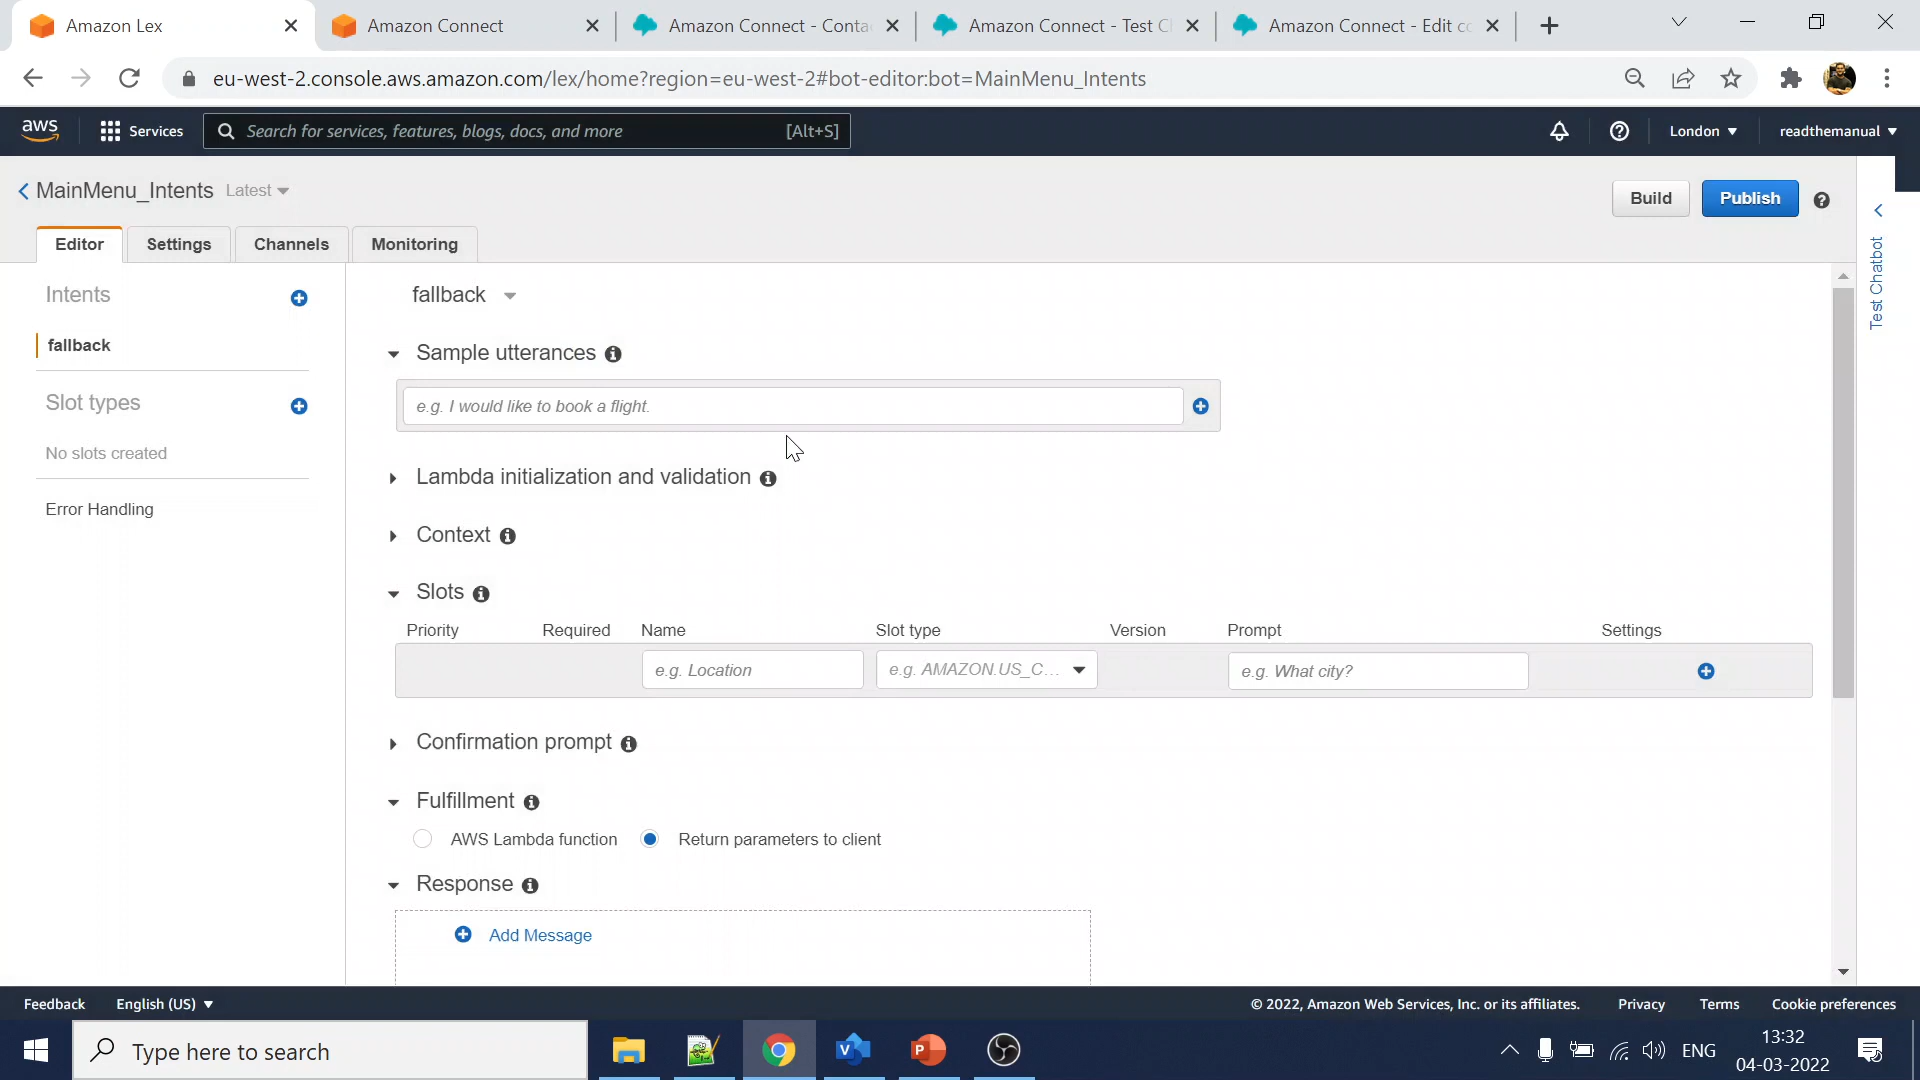 Amazon Lex
Amazon Connect
Amazon Connect - Conta
Amazon Connect - Test C
Amazon Connect - Edit co
eu-west-2.console.aws.amazon.com/lex/home?region=eu-west-2#bot-editor:bot=MainMenu_Intents
aws
Services
Search for services, features, blogs, docs, and more
[Alt+S]
London
readthemanual
MainMenu_Intents
Latest
Build
Publish
Editor
Settings
Channels
Monitoring
Test Chatbot
Intents
fallback
Slot types
No slots created
Error Handling
fallback
Sample utterances
e.g. I would like to book a flight.
Lambda initialization and validation
Context
Slots
Priority
Required
Name
Slot type
Version
Prompt
Settings
e.g. Location
e.g. AMAZON.US_C...
e.g. What city?
Confirmation prompt
Fulfillment
AWS Lambda function
Return parameters to client
Response
Add Message
Feedback
English (US)
© 2022, Amazon Web Services, Inc. or its affiliates.
Privacy
Terms
Cookie preferences
Type here to search
ENG
13:32
04-03-2022